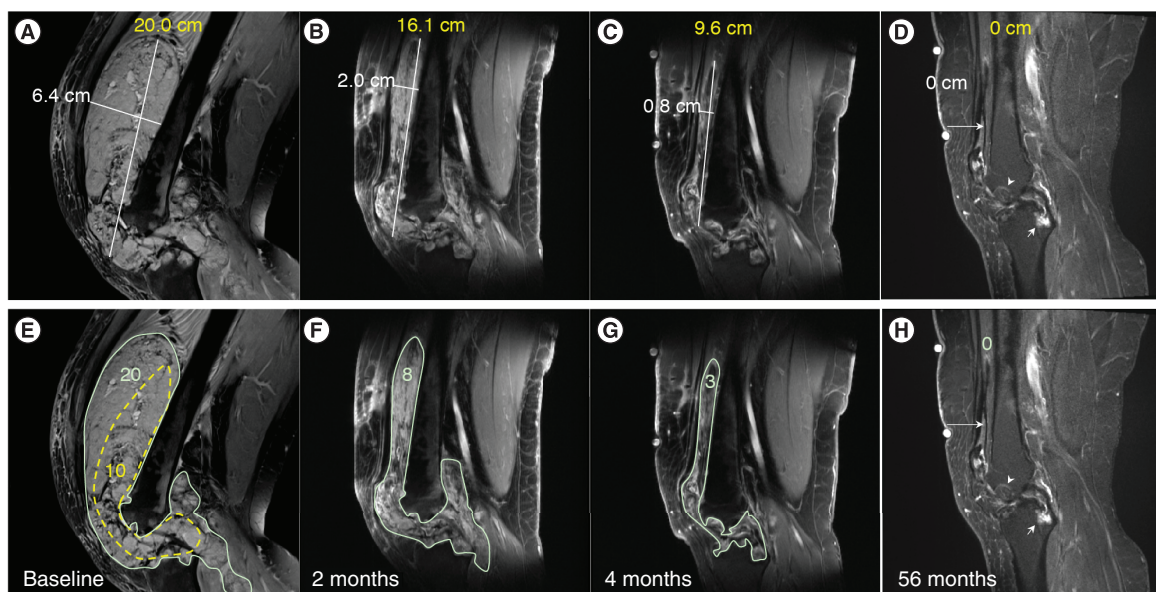 A
20.0 cm
6.4 cm
B
16.1 cm
2.0 cm
C
9.6 cm
0.8 cm
D
0 cm
0 cm
E
20
10
Baseline
F
8
2 months
G
3
4 months
H
0
56 months